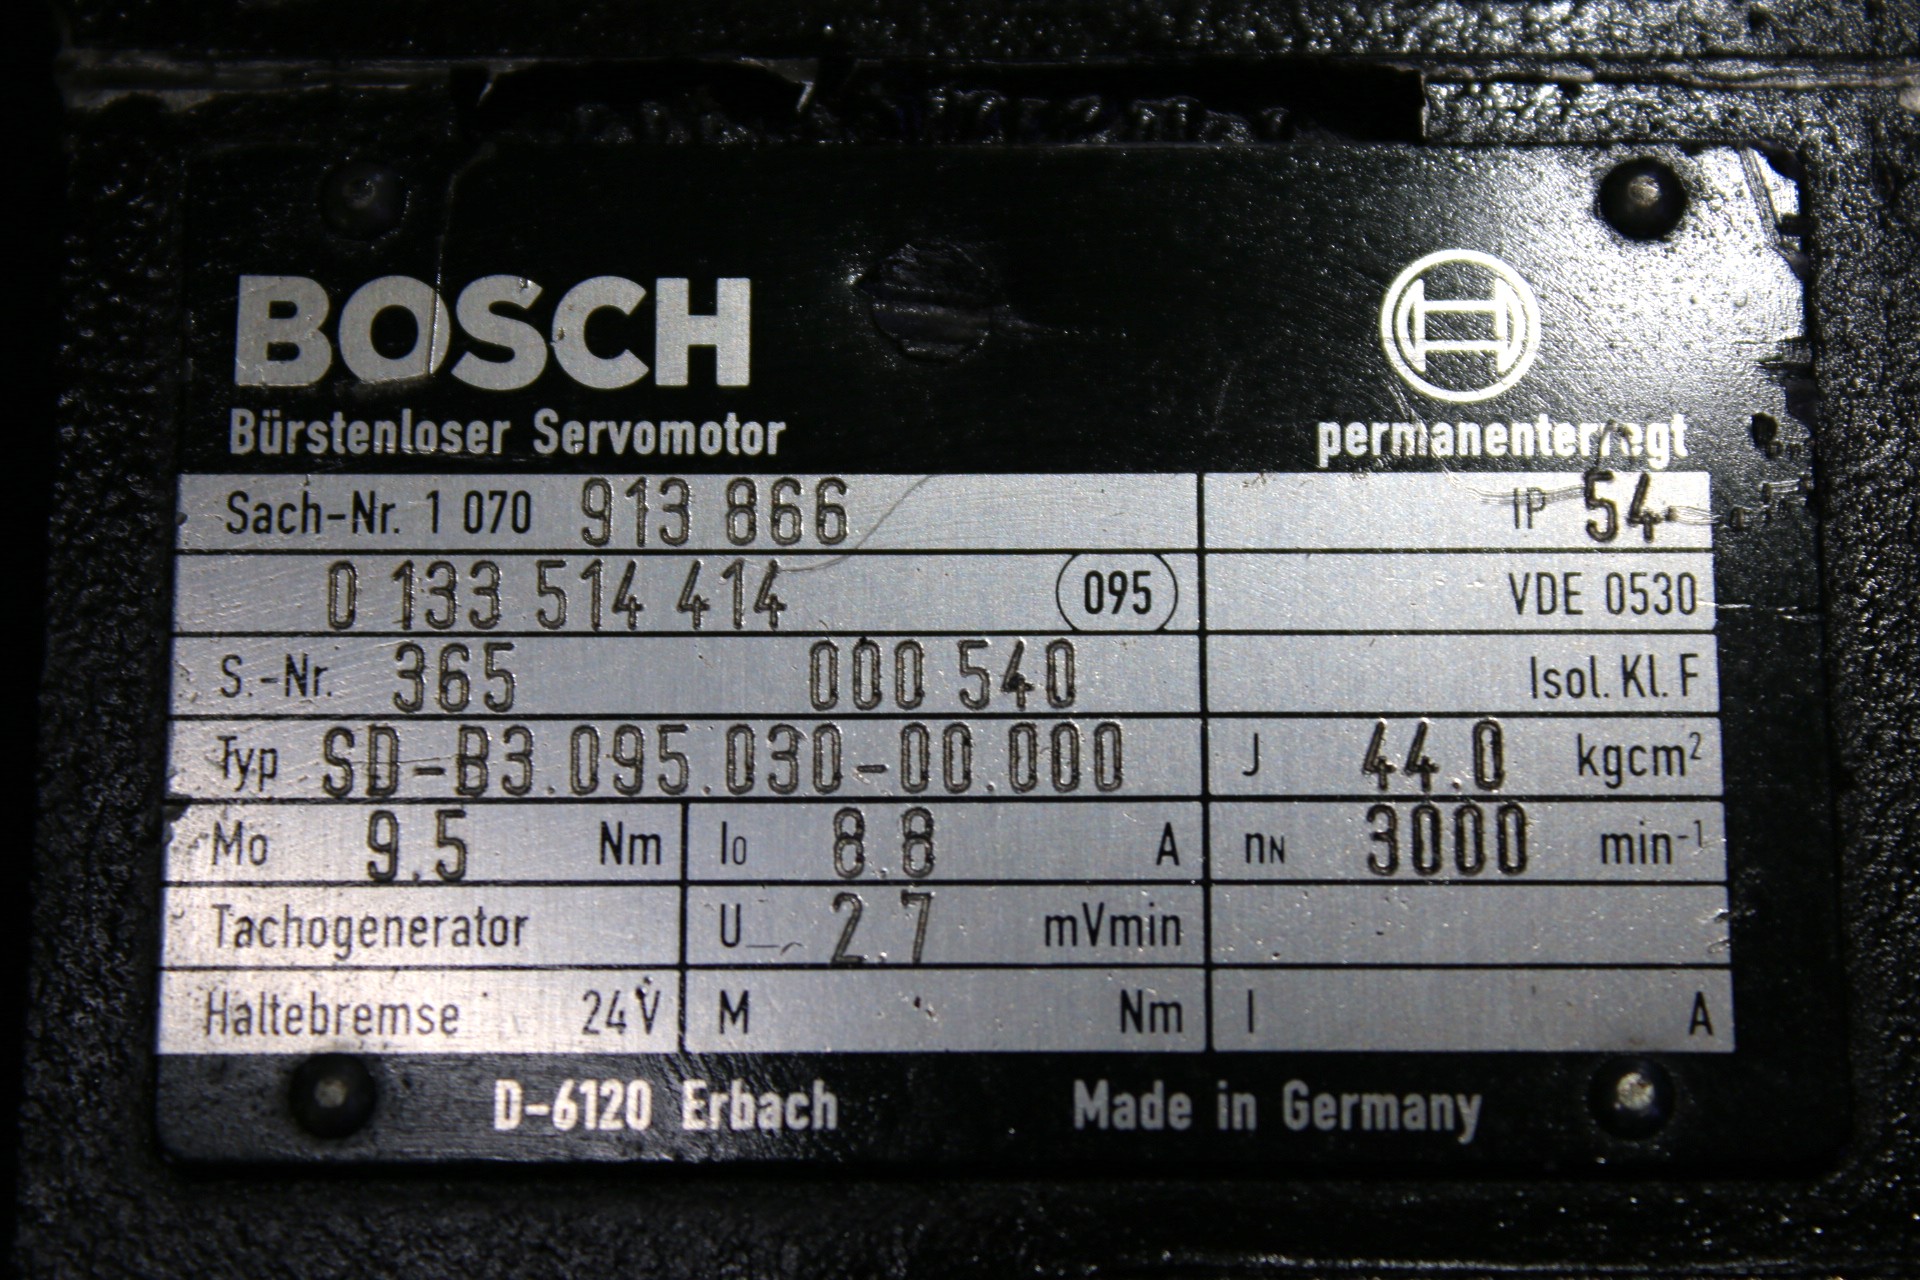 BOSCH
Bürstenloser Servomotor permanenterregt
Sach-Nr. 1 070 913 866 IP 54
0 133 514 414 095 VDE 0530
S.-Nr. 365 000 540 Isol. Kl. F
Typ SD-B3.095.030-00.000 J 44.0 kgcm²
Mo 9.5 Nm Io 8.8 A nN 3000 min⁻¹
Tachogenerator U 2.7 mVmin
Haltebremse 24V M Nm I A
D-6120 Erbach Made in Germany